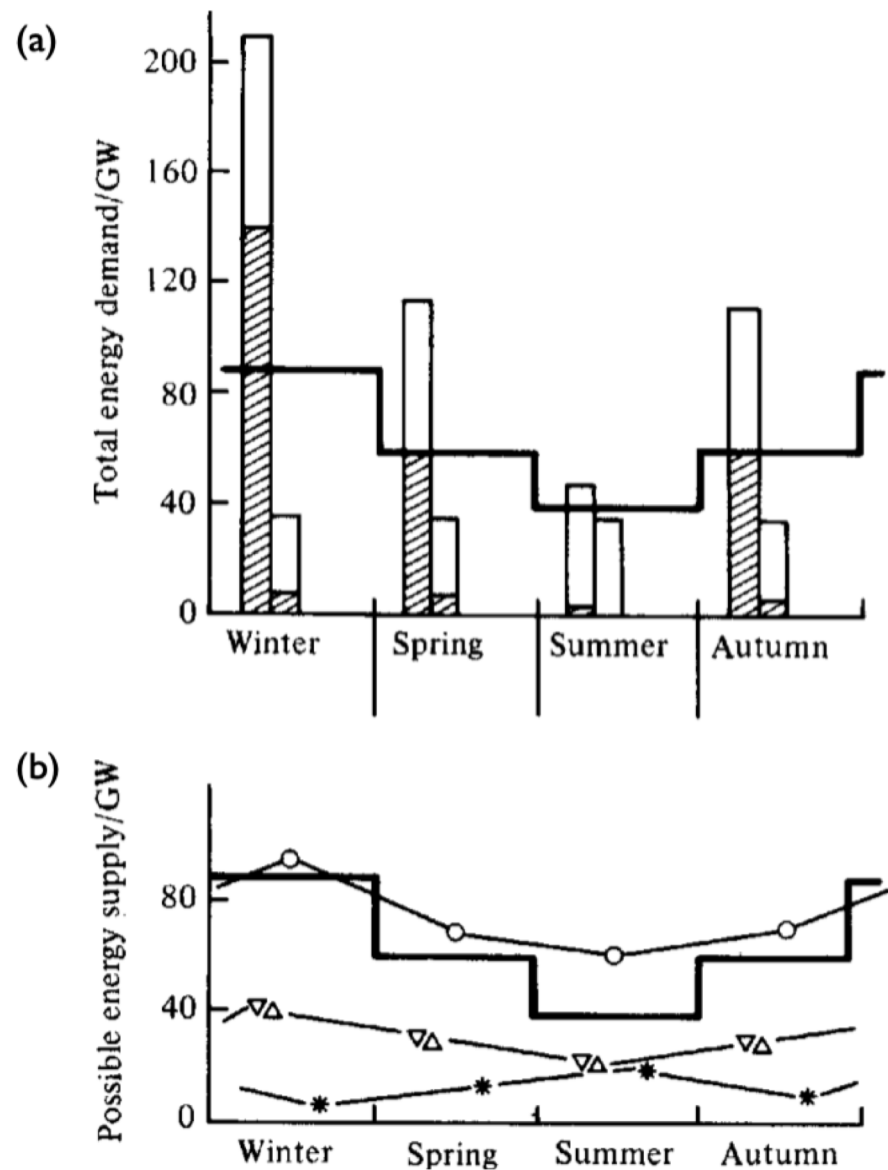 (a)
Total energy demand/GW
200
160
120
80
40
0
Winter Spring Summer Autumn
(b)
Possible energy supply/GW
80
40
0
Winter Spring Summer Autumn